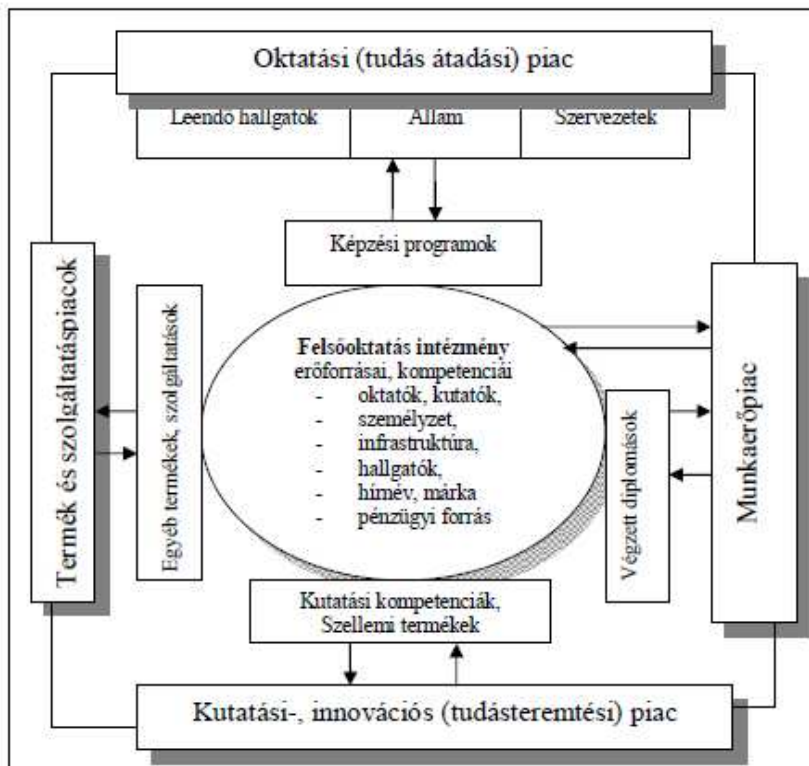 Oktatási (tudás átadási) piac
Leendő hallgatók
Állam
Szervezetek
Képzési programok
Termék és szolgáltatáspiacok
Egyéb termékek, szolgáltatások
Felsőoktatás intézmény
erőforrásai, kompetenciái
- oktatók, kutatók,
- személyzet,
- infrastruktúra,
- hallgatók,
- hírnév, márka
- pénzügyi forrás
Végzett diplomások
Munkaerőpiac
Kutatási kompetenciák,
Szellemi termékek
Kutatási-, innovációs (tudásteremtési) piac